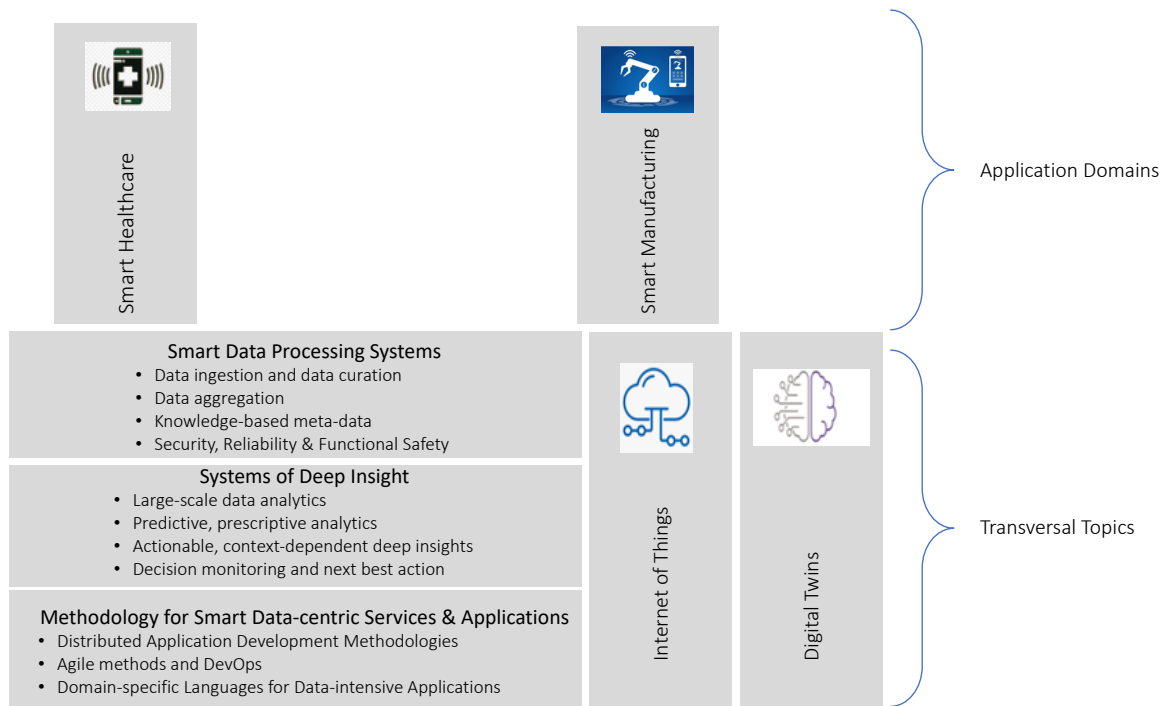 Smart Healthcare
Smart Manufacturing
Application Domains
Smart Data Processing Systems
• Data ingestion and data curation
• Data aggregation
• Knowledge-based meta-data
• Security, Reliability & Functional Safety
Systems of Deep Insight
• Large-scale data analytics
• Predictive, prescriptive analytics
• Actionable, context-dependent deep insights
• Decision monitoring and next best action
Methodology for Smart Data-centric Services & Applications
• Distributed Application Development Methodologies
• Agile methods and DevOps
• Domain-specific Languages for Data-intensive Applications
Internet of Things
Digital Twins
Transversal Topics